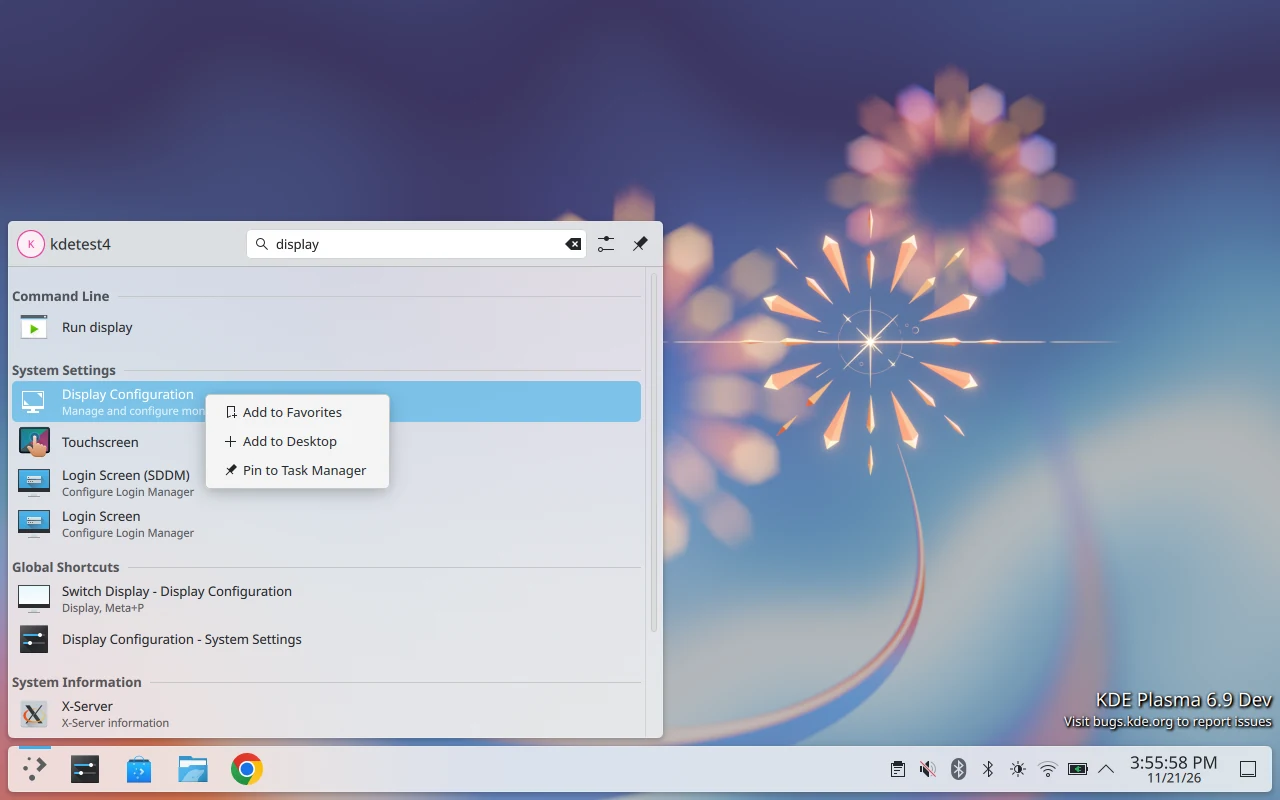 K kdetest4
display
Command Line
Run display
System Settings
Display Configuration
Manage and configure mon
Add to Favorites
Add to Desktop
Pin to Task Manager
Touchscreen
Login Screen (SDDM)
Configure Login Manager
Login Screen
Configure Login Manager
Global Shortcuts
Switch Display - Display Configuration
Display, Meta+P
Display Configuration - System Settings
System Information
X-Server
X-Server information
KDE Plasma 6.9 Dev
Visit bugs.kde.org to report issues
3:55:58 PM
11/21/26